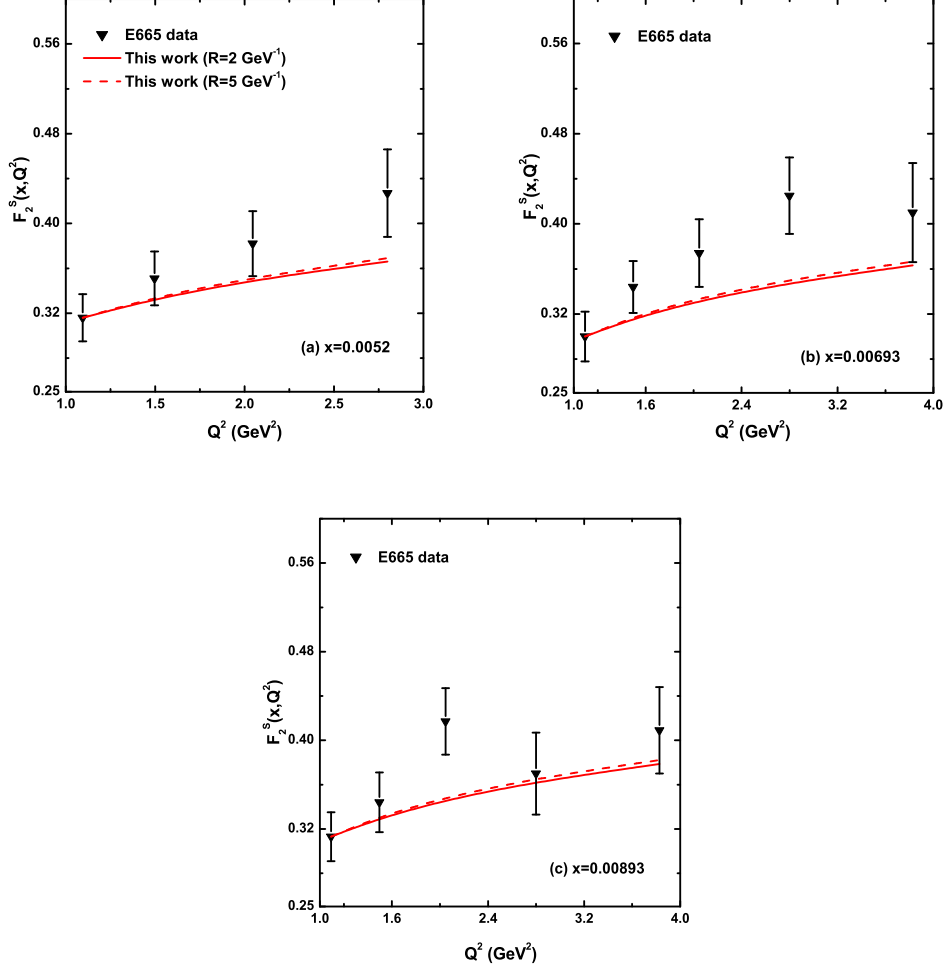 E665 data
This work (R=2 GeV⁻¹)
This work (R=5 GeV⁻¹)
0.56
0.48
0.40
0.32
0.25
F₂ˢ(x,Q²)
(a) x=0.0052
1.0 1.5 2.0 2.5 3.0
Q² (GeV²)
E665 data
0.56
0.48
0.40
0.32
0.25
F₂ˢ(x,Q²)
(b) x=0.00693
1.0 1.6 2.4 3.2 4.0
Q² (GeV²)
E665 data
0.56
0.48
0.40
0.32
0.25
F₂ˢ(x,Q²)
(c) x=0.00893
1.0 1.6 2.4 3.2 4.0
Q² (GeV²)